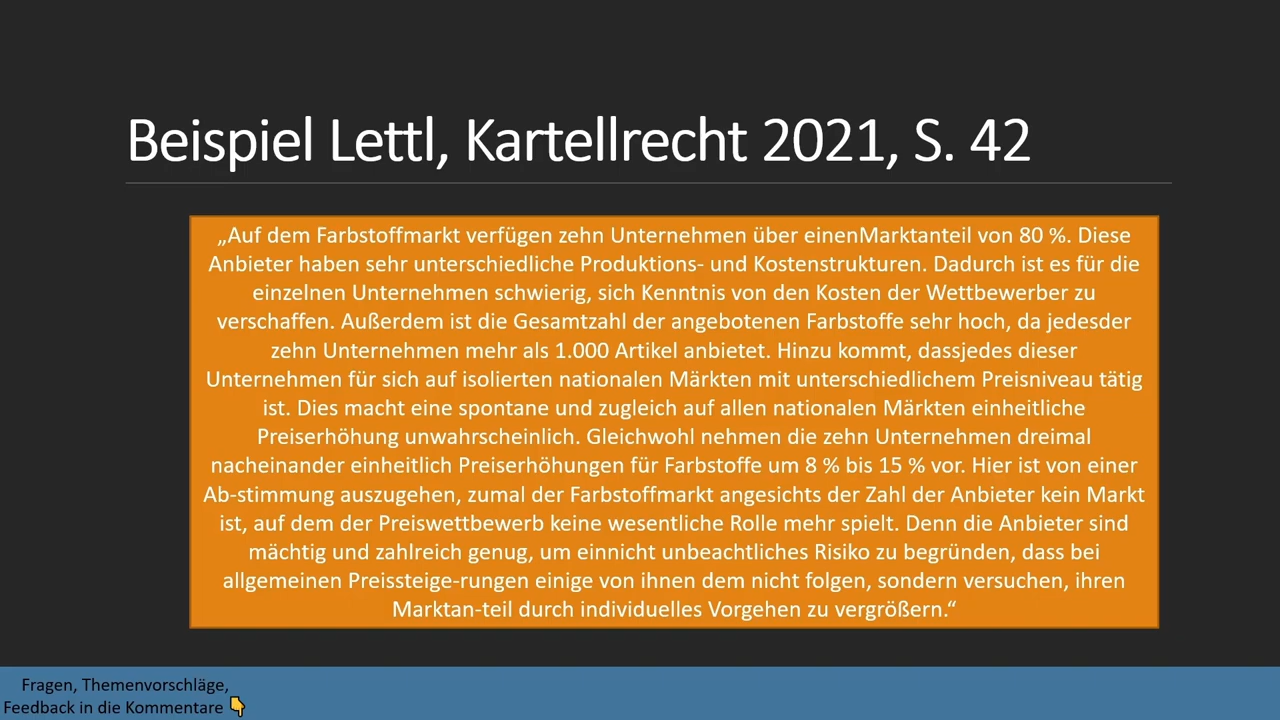 Beispiel Lettl, Kartellrecht 2021, S. 42
„Auf dem Farbstoffmarkt verfügen zehn Unternehmen über einenMarktanteil von 80 %. Diese
Anbieter haben sehr unterschiedliche Produktions- und Kostenstrukturen. Dadurch ist es für die
einzelnen Unternehmen schwierig, sich Kenntnis von den Kosten der Wettbewerber zu
verschaffen. Außerdem ist die Gesamtzahl der angebotenen Farbstoffe sehr hoch, da jedesder
zehn Unternehmen mehr als 1.000 Artikel anbietet. Hinzu kommt, dassjedes dieser
Unternehmen für sich auf isolierten nationalen Märkten mit unterschiedlichem Preisniveau tätig
ist. Dies macht eine spontane und zugleich auf allen nationalen Märkten einheitliche
Preiserhöhung unwahrscheinlich. Gleichwohl nehmen die zehn Unternehmen dreimal
nacheinander einheitlich Preiserhöhungen für Farbstoffe um 8 % bis 15 % vor. Hier ist von einer
Ab-stimmung auszugehen, zumal der Farbstoffmarkt angesichts der Zahl der Anbieter kein Markt
ist, auf dem der Preiswettbewerb keine wesentliche Rolle mehr spielt. Denn die Anbieter sind
mächtig und zahlreich genug, um einnicht unbeachtliches Risiko zu begründen, dass bei
allgemeinen Preissteige-rungen einige von ihnen dem nicht folgen, sondern versuchen, ihren
Marktan-teil durch individuelles Vorgehen zu vergrößern.“
Fragen, Themenvorschläge,
Feedback in die Kommentare 👇